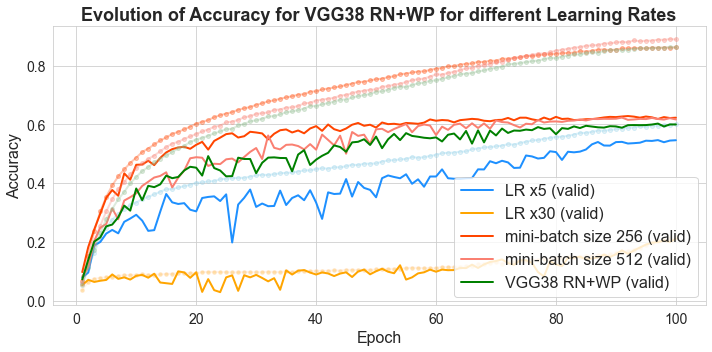 Evolution of Accuracy for VGG38 RN+WP for different Learning Rates
Accuracy
0.8
0.6
0.4
0.2
0.0
LR x5 (valid)
LR x30 (valid)
mini-batch size 256 (valid)
mini-batch size 512 (valid)
VGG38 RN+WP (valid)
0 20 40 60 80 100
Epoch